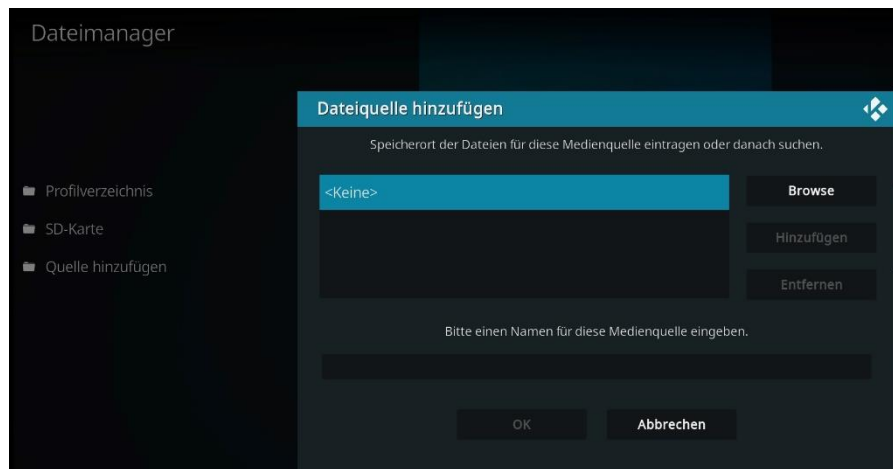 Dateimanager
Dateiquelle hinzufügen
Speicherort der Dateien für diese Medienquelle eintragen oder danach suchen.
<Keine>
Browse
Profilverzeichnis
SD-Karte
Hinzufügen
Quelle hinzufügen
Entfernen
Bitte einen Namen für diese Medienquelle eingeben.
OK
Abbrechen